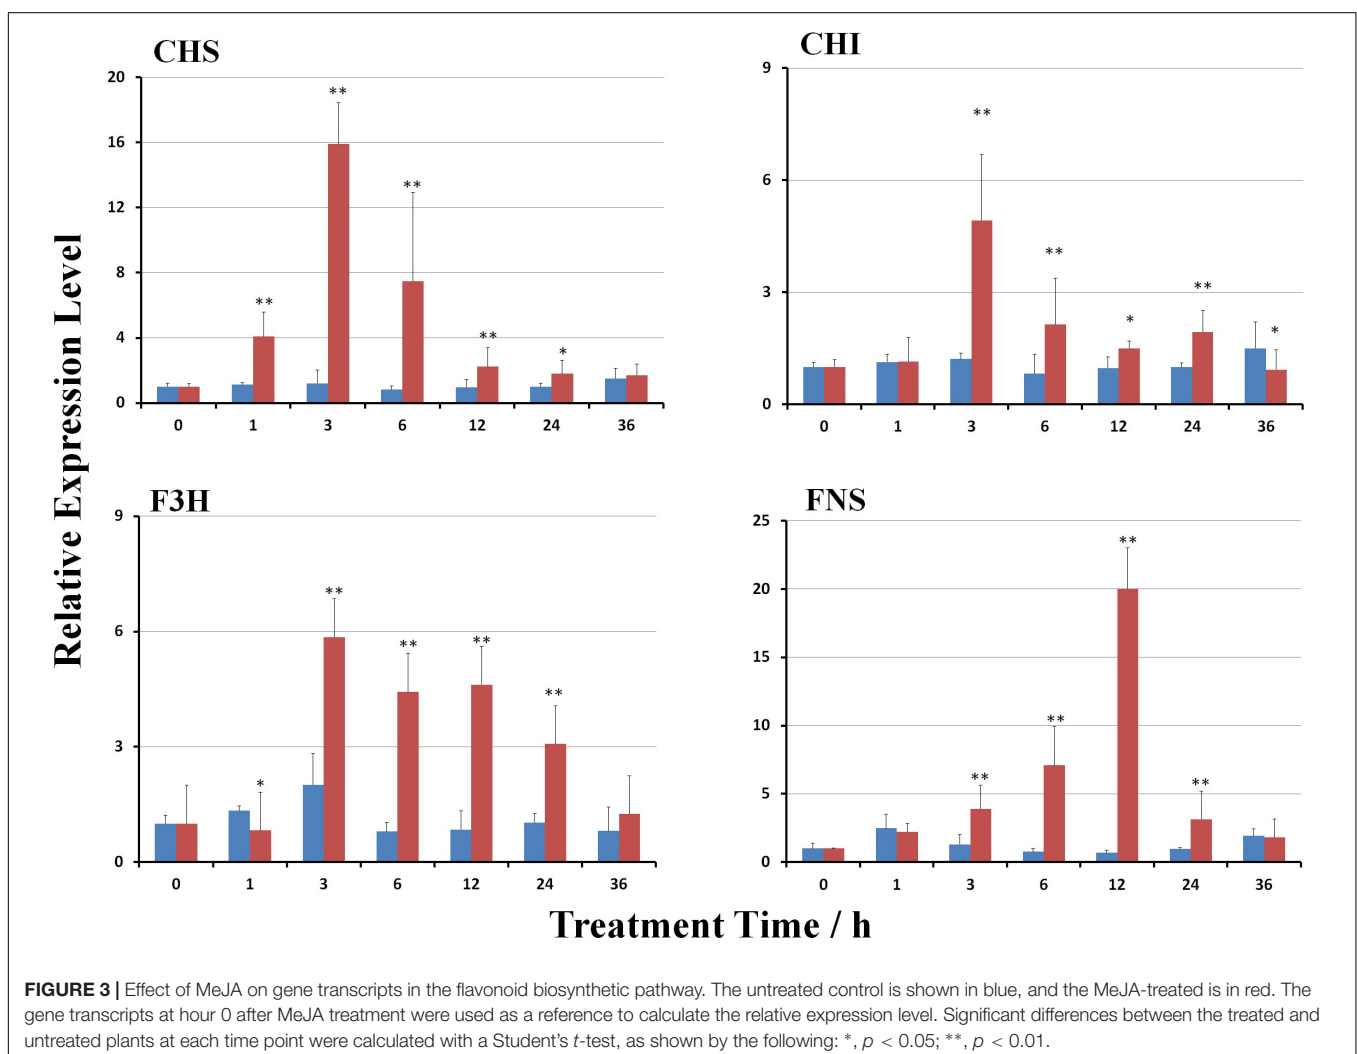 CHS
20
16
12
8
4
0
** ** ** ** *
0 1 3 6 12 24 36
CHI
9
6
3
0
** ** * ** *
0 1 3 6 12 24 36
Relative Expression Level
F3H
9
6
3
0
* ** ** ** **
0 1 3 6 12 24 36
FNS
25
20
15
10
5
0
** ** ** **
0 1 3 6 12 24 36
Treatment Time / h
FIGURE 3 | Effect of MeJA on gene transcripts in the flavonoid biosynthetic pathway. The untreated control is shown in blue, and the MeJA-treated is in red. The
gene transcripts at hour 0 after MeJA treatment were used as a reference to calculate the relative expression level. Significant differences between the treated and
untreated plants at each time point were calculated with a Student's t-test, as shown by the following: *, p < 0.05; **, p < 0.01.